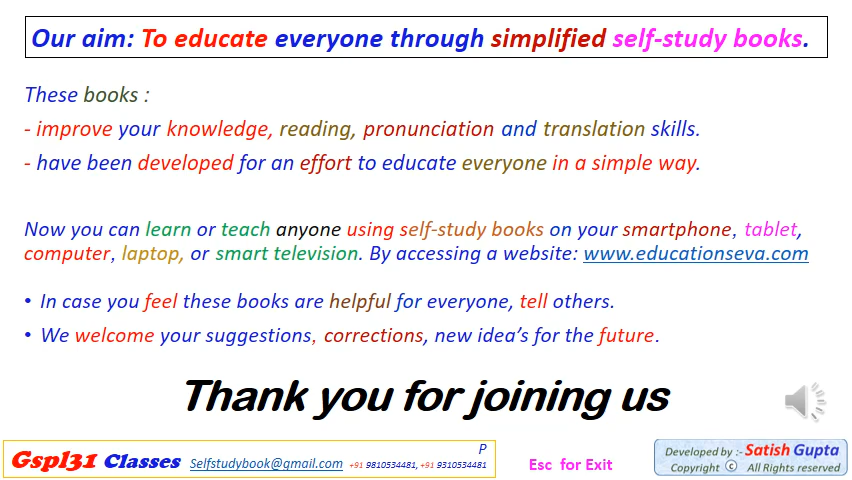 Our aim: To educate everyone through simplified self-study books.
These books :
- improve your knowledge, reading, pronunciation and translation skills.
- have been developed for an effort to educate everyone in a simple way.
Now you can learn or teach anyone using self-study books on your smartphone, tablet,
computer, laptop, or smart television. By accessing a website: www.educationseva.com
• In case you feel these books are helpful for everyone, tell others.
• We welcome your suggestions, corrections, new idea’s for the future.
Thank you for joining us
P
Gspl31 Classes Selfstudybook@gmail.com +91 9810534481, +91 9310534481
Esc for Exit
Developed by :- Satish Gupta
Copyright © All Rights reserved